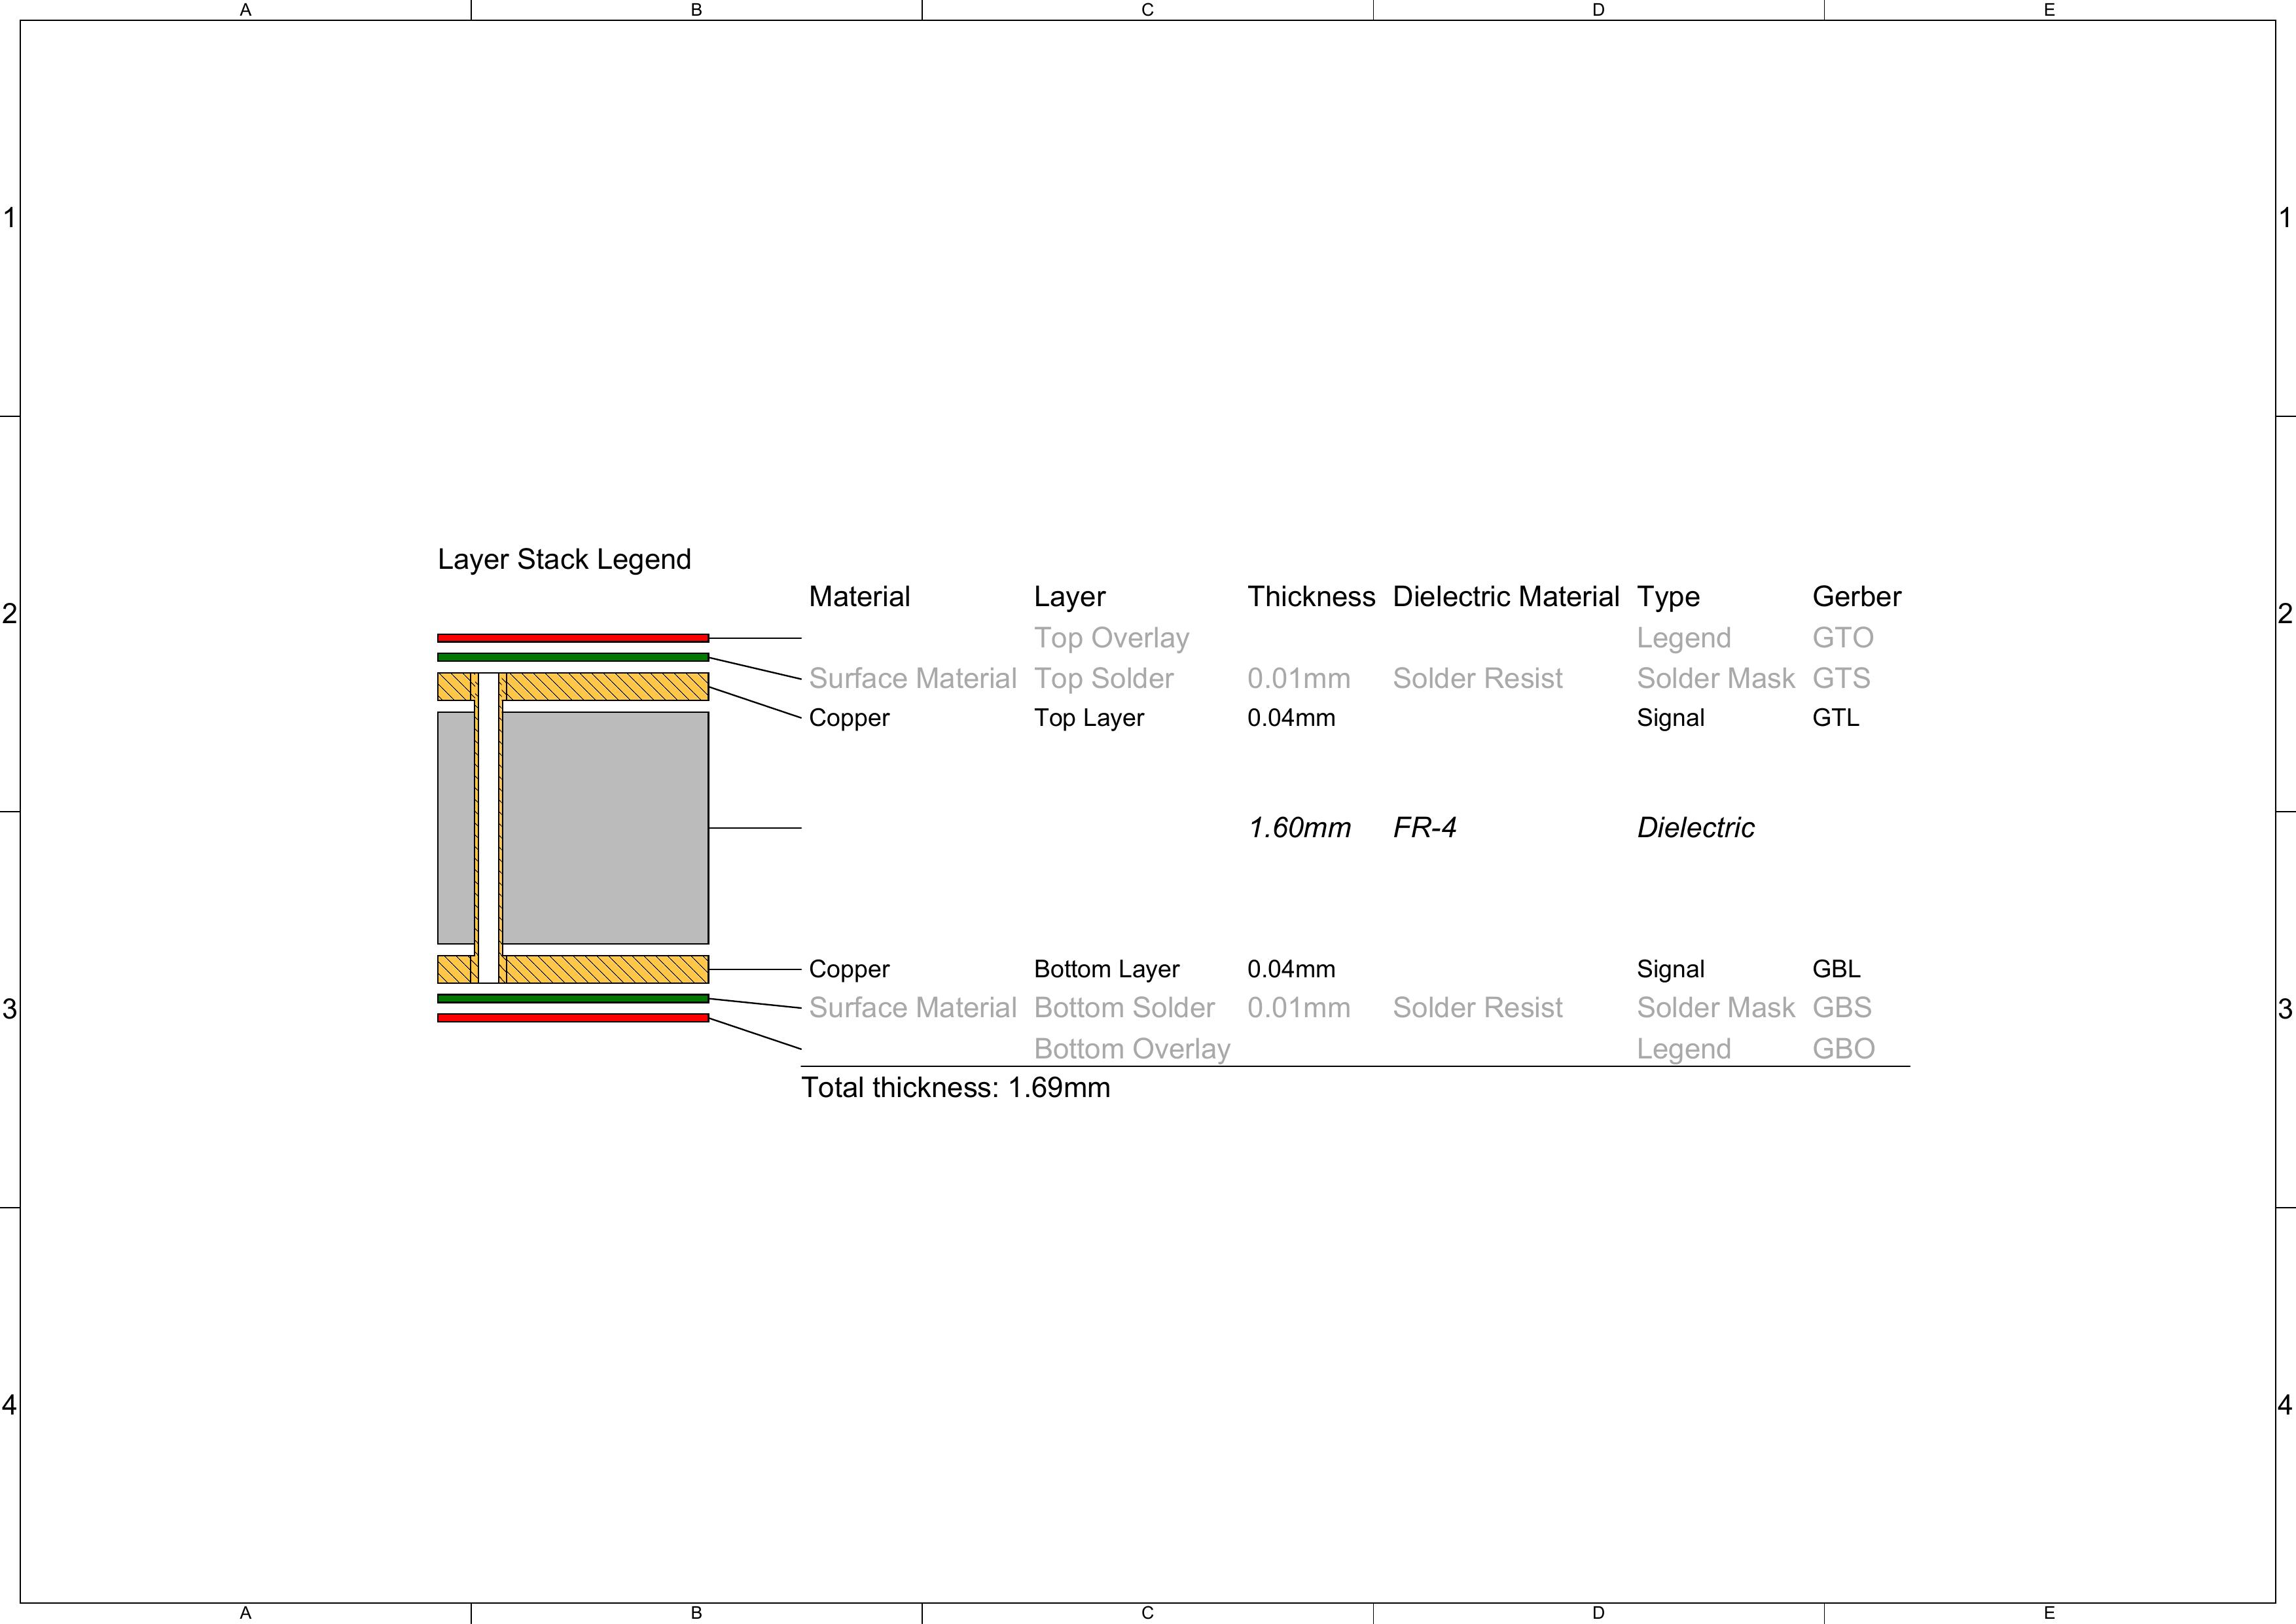 A B C D E
1 1
Layer Stack Legend
Material Layer Thickness Dielectric Material Type Gerber
2 2
Top Overlay Legend GTO
Surface Material Top Solder 0.01mm Solder Resist Solder Mask GTS
Copper Top Layer 0.04mm Signal GTL
1.60mm FR-4 Dielectric
Copper Bottom Layer 0.04mm Signal GBL
3 Surface Material Bottom Solder 0.01mm Solder Resist Solder Mask GBS 3
Bottom Overlay Legend GBO
Total thickness: 1.69mm
4 4
A B C D E